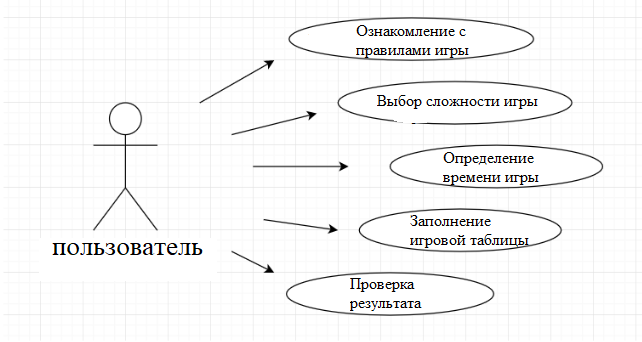 Ознакомление с
правилами игры
Выбор сложности игры
Определение
времени игры
Заполнение
игровой таблицы
Проверка
результата
пользователь